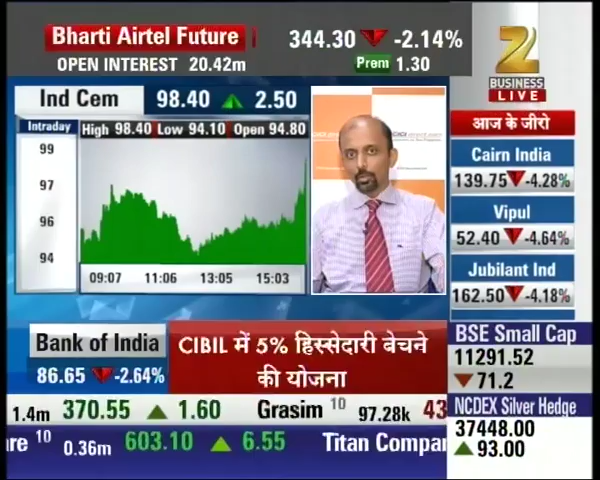 Bharti Airtel Future
344.30 -2.14%
OPEN INTEREST 20.42m
Prem 1.30
Z
BUSINESS
LIVE
Ind Cem 98.40 2.50
Intraday High 98.40 Low 94.10 Open 94.80
99
97
96
94
09:07 11:06 13:05 15:03
आज के जीरो
Cairn India
139.75 -4.28%
Vipul
52.40 -4.64%
Jubilant Ind
162.50 -4.18%
Bank of India
86.65 -2.64%
CIBIL में 5% हिस्सेदारी बेचने
की योजना
BSE Small Cap
11291.52
71.2
NCDEX Silver Hedge
37448.00
93.00
1.4m 370.55 1.60 Grasim 10 97.28k 43
re 10 0.36m 603.10 6.55 Titan Compar